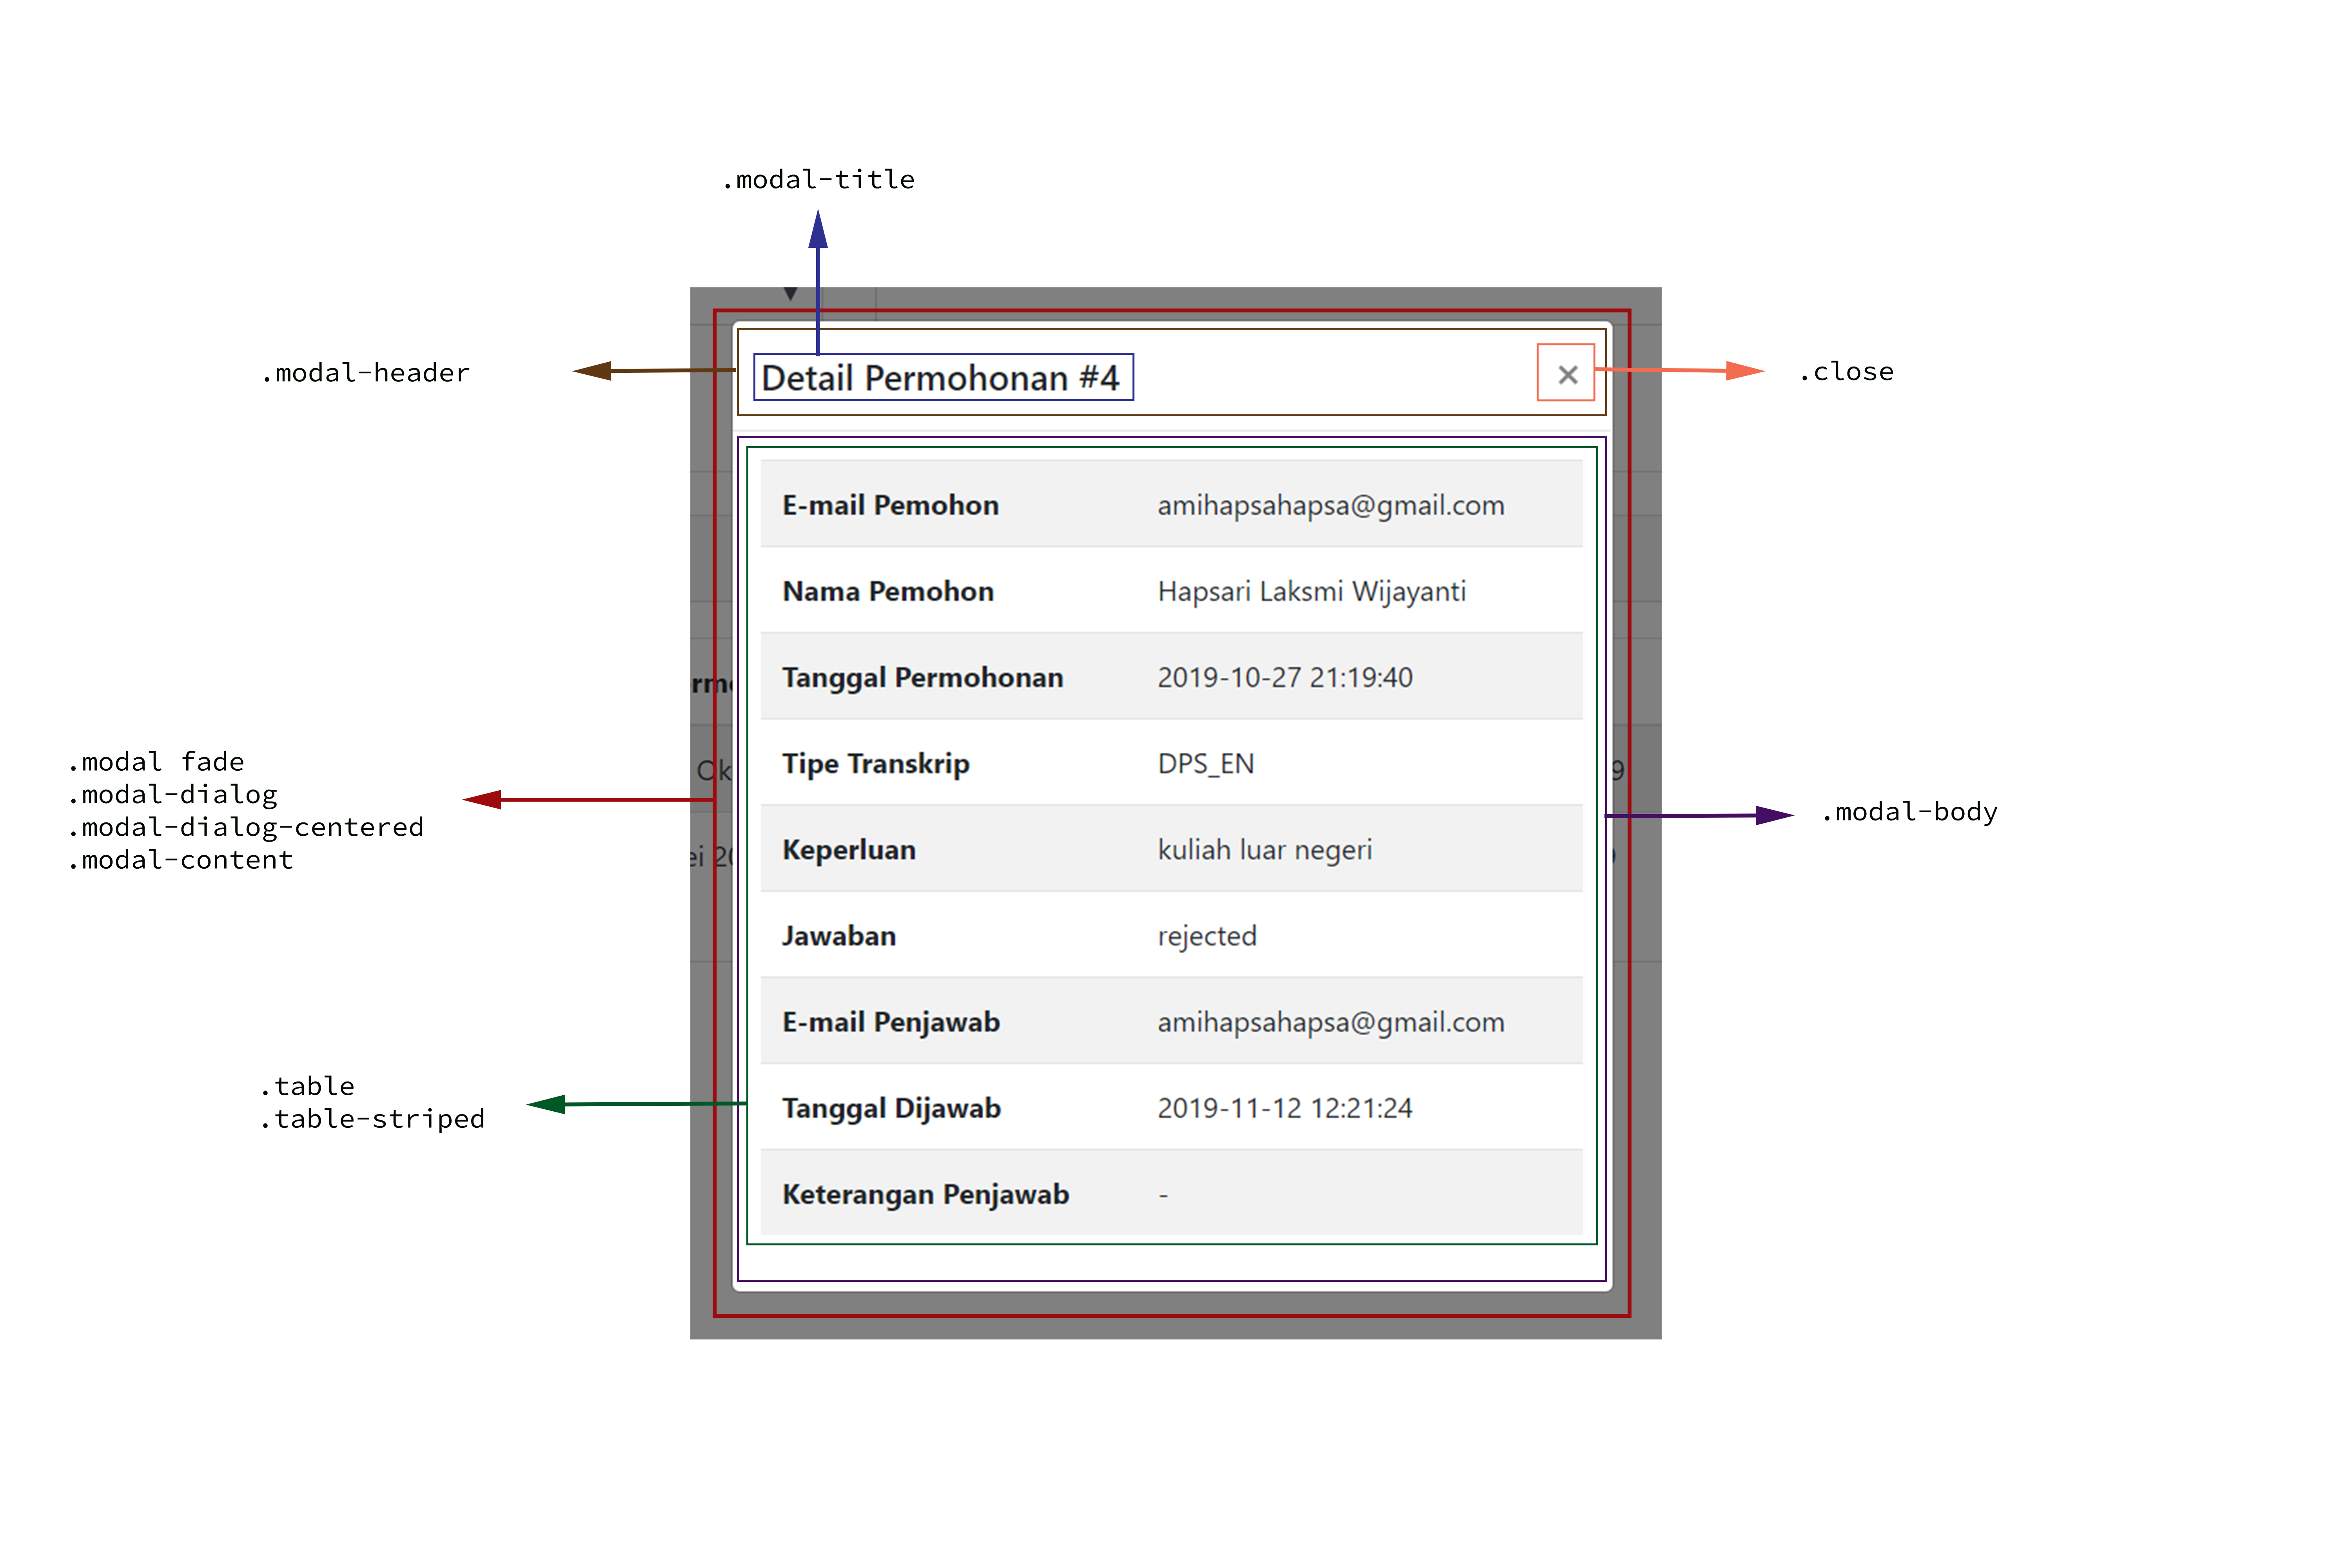 .modal-title
.modal-header
Detail Permohonan #4
×
.close
E-mail Pemohon amihapsahapsa@gmail.com
Nama Pemohon Hapsari Laksmi Wijayanti
Tanggal Permohonan 2019-10-27 21:19:40
Tipe Transkrip DPS_EN
.modal fade
.modal-dialog
.modal-dialog-centered
.modal-content
Keperluan kuliah luar negeri
.modal-body
Jawaban rejected
E-mail Penjawab amihapsahapsa@gmail.com
.table
.table-striped
Tanggal Dijawab 2019-11-12 12:21:24
Keterangan Penjawab -